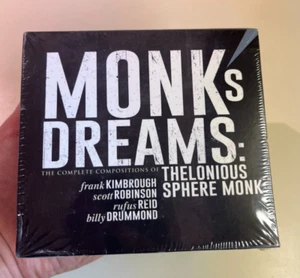 MONK's
DREAMS:
THE COMPLETE COMPOSITIONS OF
THELONIOUS
SPHERE MONK
frank KIMBROUGH
scott ROBINSON
rufus REID
billy DRUMMOND